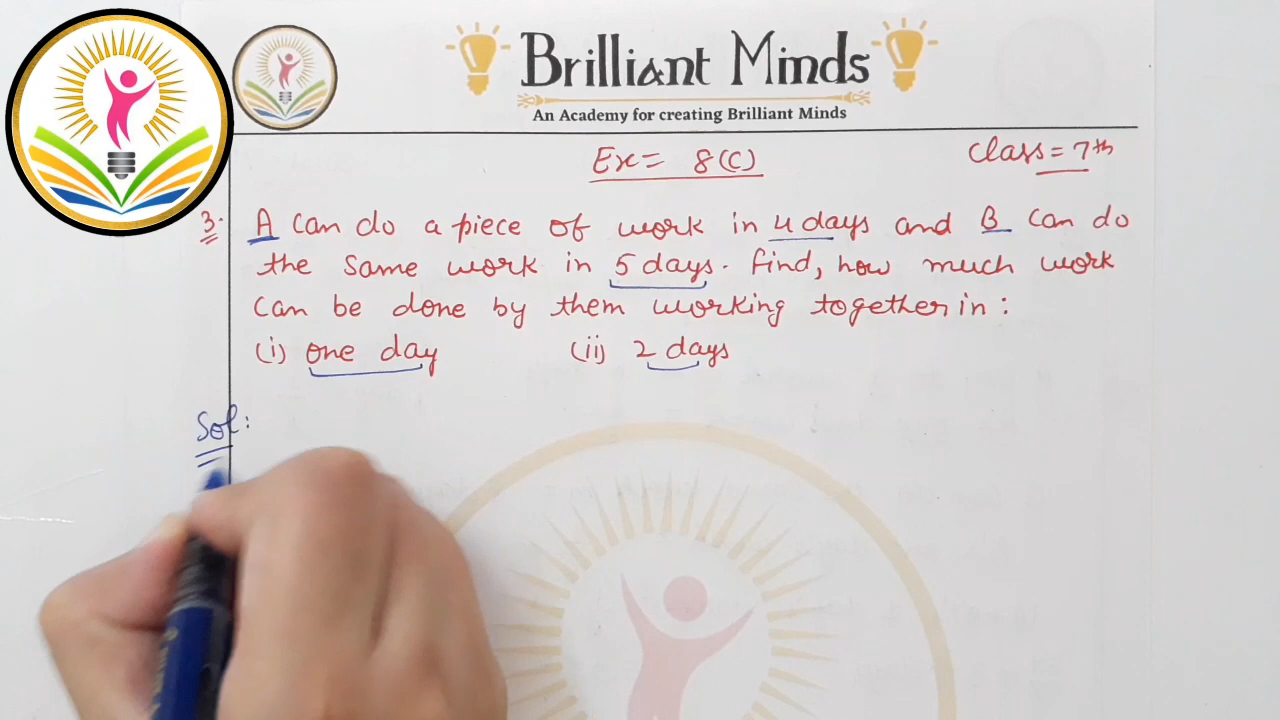 Brilliant Minds
An Academy for creating Brilliant Minds
Ex= 8(C)
Class = 7th
3. A can do a piece of work in 4 days and B can do
the same work in 5 days. find, how much work
can be done by them working together in :
(i) one day (ii) 2 days
Sol: